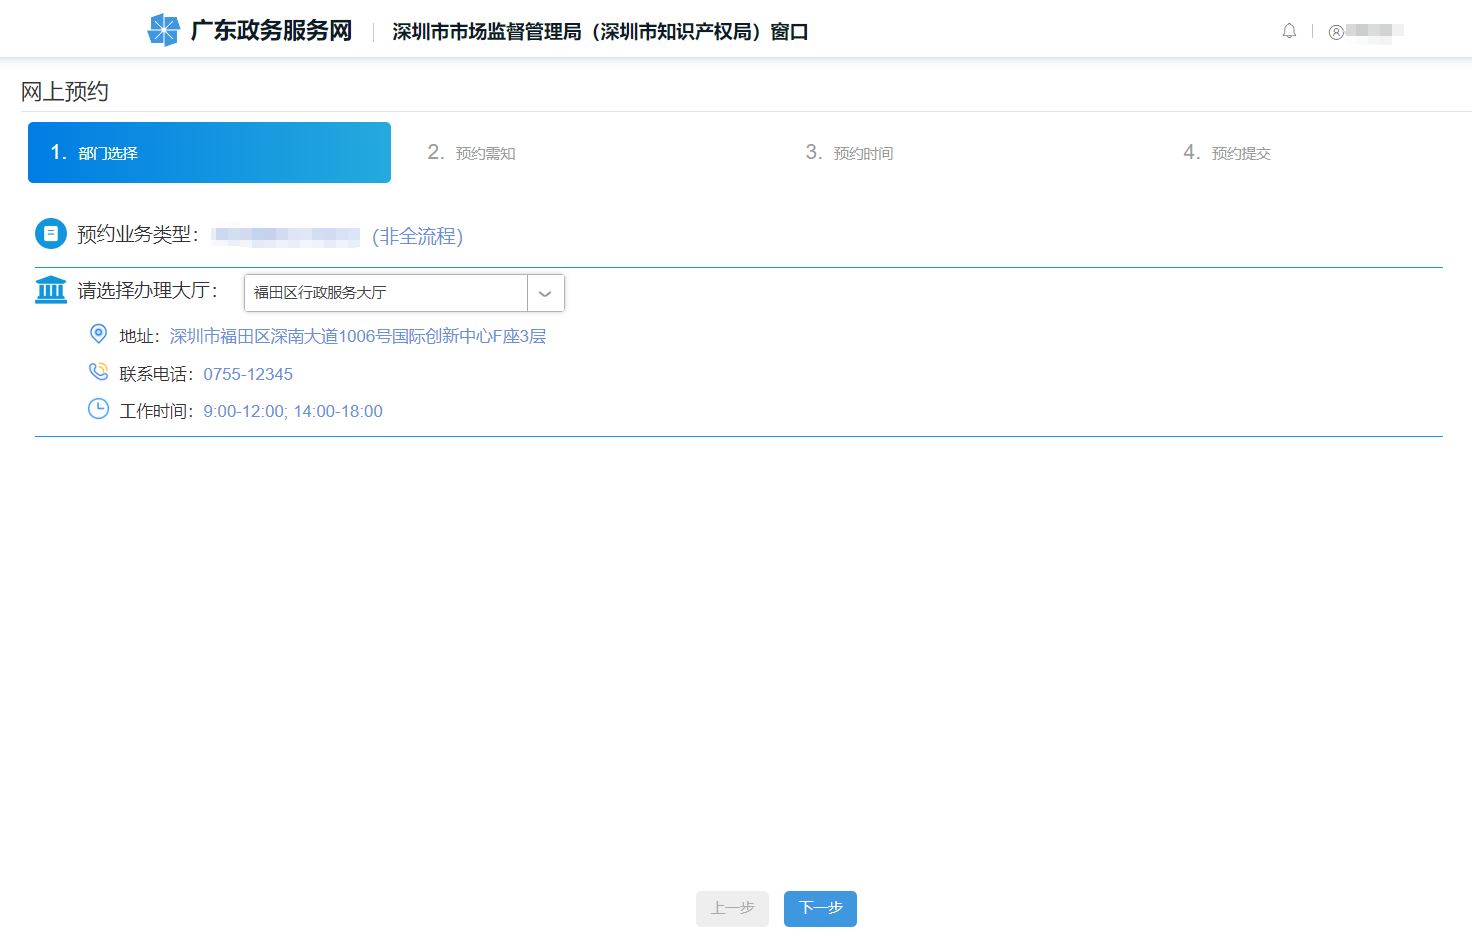 广东政务服务网 深圳市市场监督管理局（深圳市知识产权局）窗口
网上预约
1. 部门选择 2. 预约需知 3. 预约时间 4. 预约提交
预约业务类型： (非全流程)
请选择办理大厅： 福田区行政服务大厅
地址：深圳市福田区深南大道1006号国际创新中心F座3层
联系电话：0755-12345
工作时间：9:00-12:00; 14:00-18:00
上一步 下一步